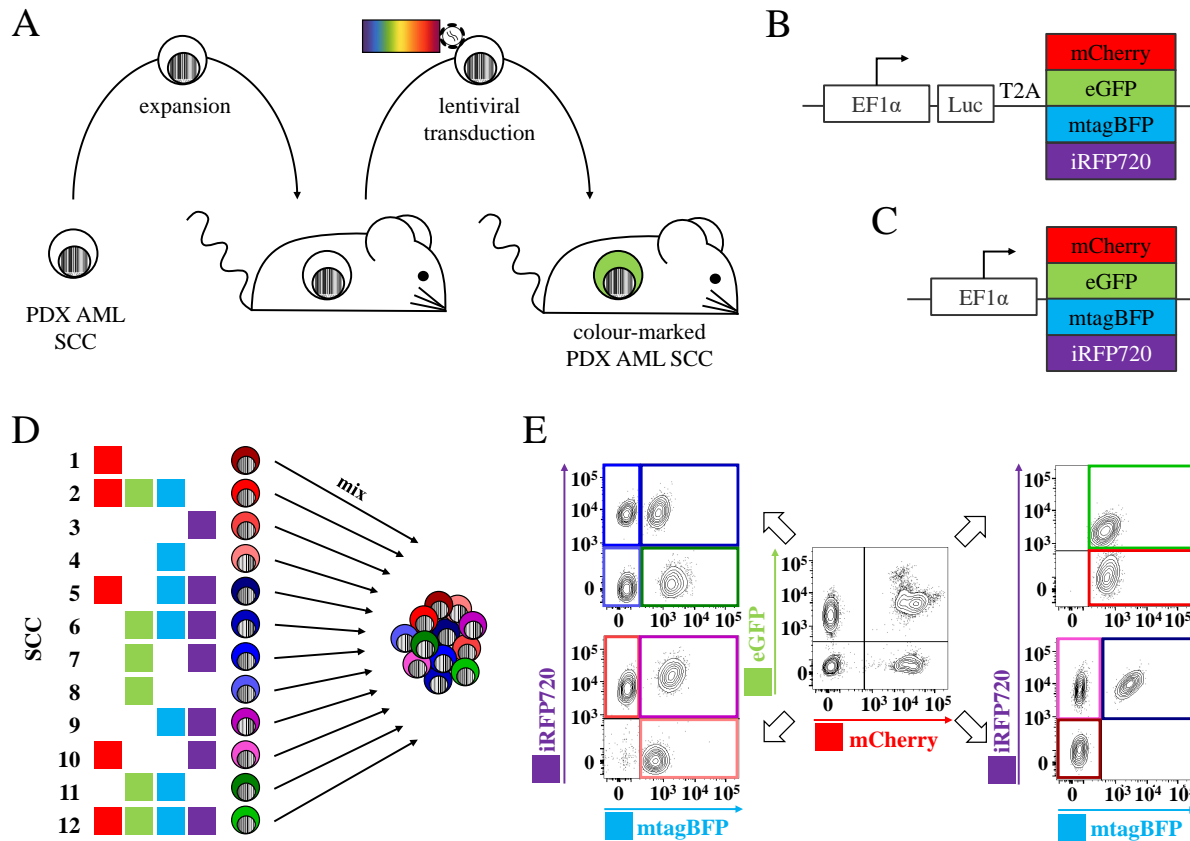 A
expansion
lentiviral
transduction
PDX AML
SCC
colour-marked
PDX AML SCC
B
EF1α
Luc
T2A
mCherry
eGFP
mtagBFP
iRFP720
C
EF1α
mCherry
eGFP
mtagBFP
iRFP720
D
SCC
1
2
3
4
5
6
7
8
9
10
11
12
mix
E
iRFP720
10⁵
10⁴
10³
0
10⁵
10⁴
10³
0
0 10³ 10⁴ 10⁵
mtagBFP
eGFP
10⁵
10⁴
10³
0
0 10³ 10⁴ 10⁵
mCherry
iRFP720
10⁵
10⁴
10³
0
10⁵
10⁴
10³
0
0 10³ 10⁴ 10⁵
mtagBFP